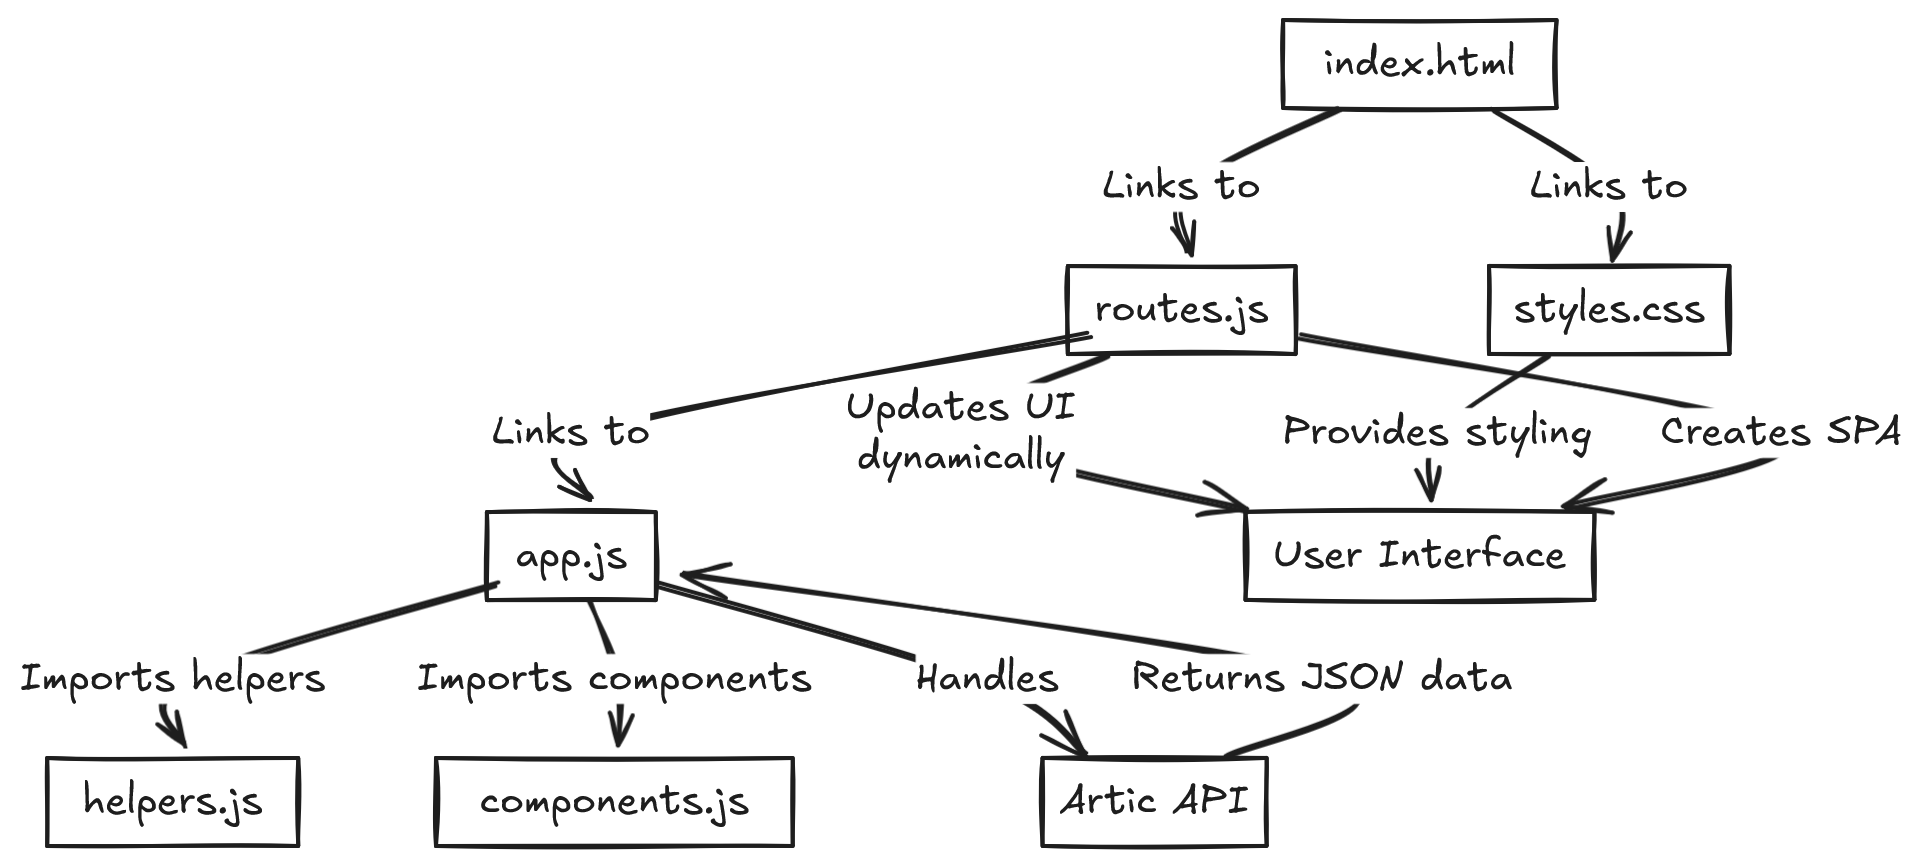 index.html
Links to
Links to
routes.js
styles.css
Updates UI
dynamically
Links to
Provides styling
Creates SPA
app.js
User Interface
Imports helpers
Imports components
Handles
Returns JSON data
helpers.js
components.js
Artic API